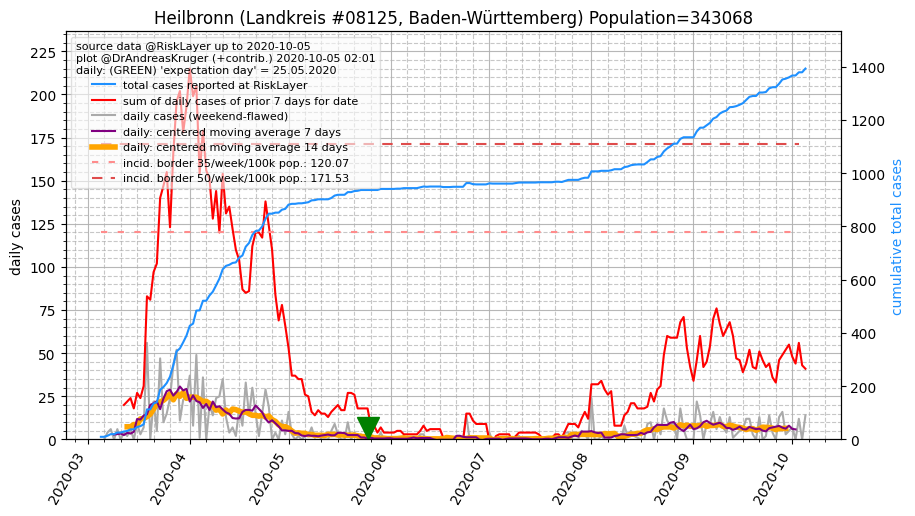 Heilbronn (Landkreis #08125, Baden-Württemberg) Population=343068
source data @RiskLayer up to 2020-10-05
plot @DrAndreasKruger (+contrib.) 2020-10-05 02:01
daily: (GREEN) 'expectation day' = 25.05.2020
total cases reported at RiskLayer
sum of daily cases of prior 7 days for date
daily cases (weekend-flawed)
daily: centered moving average 7 days
daily: centered moving average 14 days
incid. border 35/week/100k pop.: 120.07
incid. border 50/week/100k pop.: 171.53
daily cases
225
200
175
150
125
100
75
50
25
0
cumulative total cases
1400
1200
1000
800
600
400
200
0
2020-03
2020-04
2020-05
2020-06
2020-07
2020-08
2020-09
2020-10